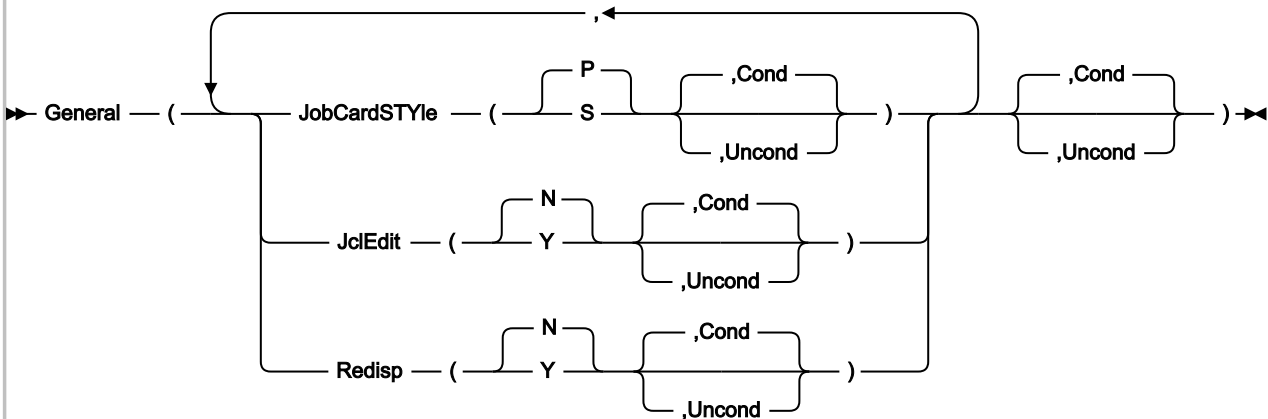 ,
P ,Cond ,Cond
General ( JobCardSTYle ( S ) )
,Uncond ,Uncond
N ,Cond
JclEdit ( Y )
,Uncond
N ,Cond
Redisp ( Y )
,Uncond